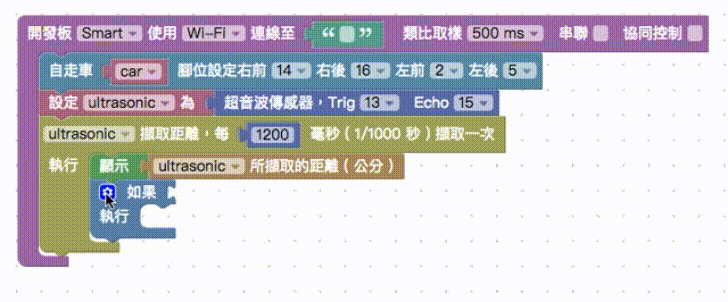 開發板 Smart 使用 Wi-Fi 連線至 “ ” 類比取樣 500 ms 串聯 協同控制
自走車 car 腳位設定右前 14 右後 16 左前 2 左後 5
設定 ultrasonic 為 超音波傳感器，Trig 13 Echo 15
ultrasonic 擷取距離，每 1200 毫秒（1/1000 秒）擷取一次
執行 顯示 ultrasonic 所擷取的距離（公分）
如果
執行